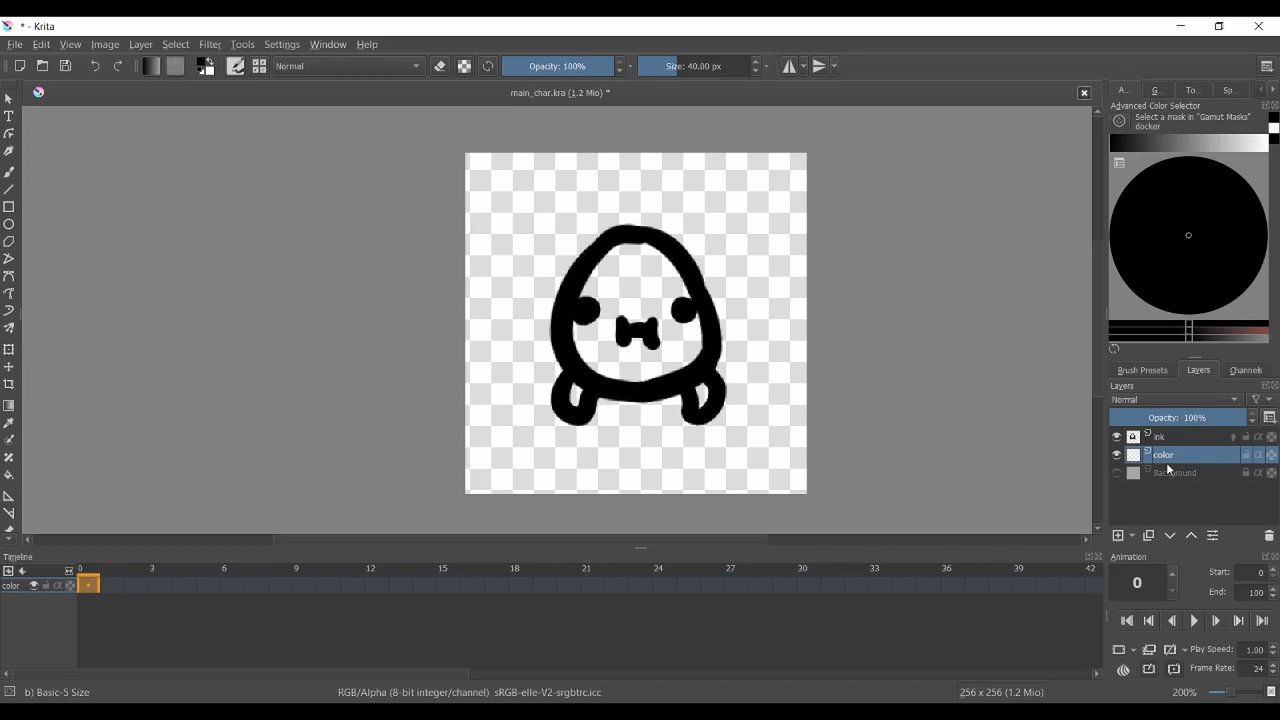 * - Krita
File Edit View Image Layer Select Filter Tools Settings Window Help
Normal Opacity: 100% Size: 40.00 px
main_char.kra (1.2 Mio) *
A... G... To... Sp...
Advanced Color Selector
Select a mask in "Gamut Masks"
docker
Brush Presets Layers Channels
Layers
Normal
Opacity: 100%
ink
color
Background
Timeline
0 3 6 9 12 15 18 21 24 27 30 33 36 39 42
color
Animation
0
Start: 0
End: 100
Play Speed: 1.00
Frame Rate: 24
b) Basic-5 Size
RGB/Alpha (8-bit integer/channel) sRGB-elle-V2-srgbtrc.icc
256 x 256 (1.2 Mio)
200%